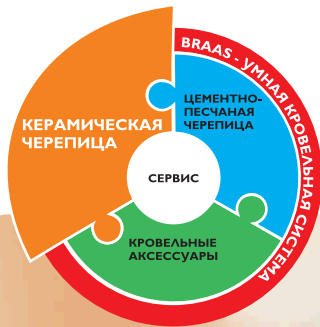 BRAAS - УМНАЯ КРОВЕЛЬНАЯ СИСТЕМА
ЦЕМЕНТНО-
ПЕСЧАНАЯ
ЧЕРЕПИЦА
КЕРАМИЧЕСКАЯ
ЧЕРЕПИЦА
СЕРВИС
КРОВЕЛЬНЫЕ
АКСЕССУАРЫ